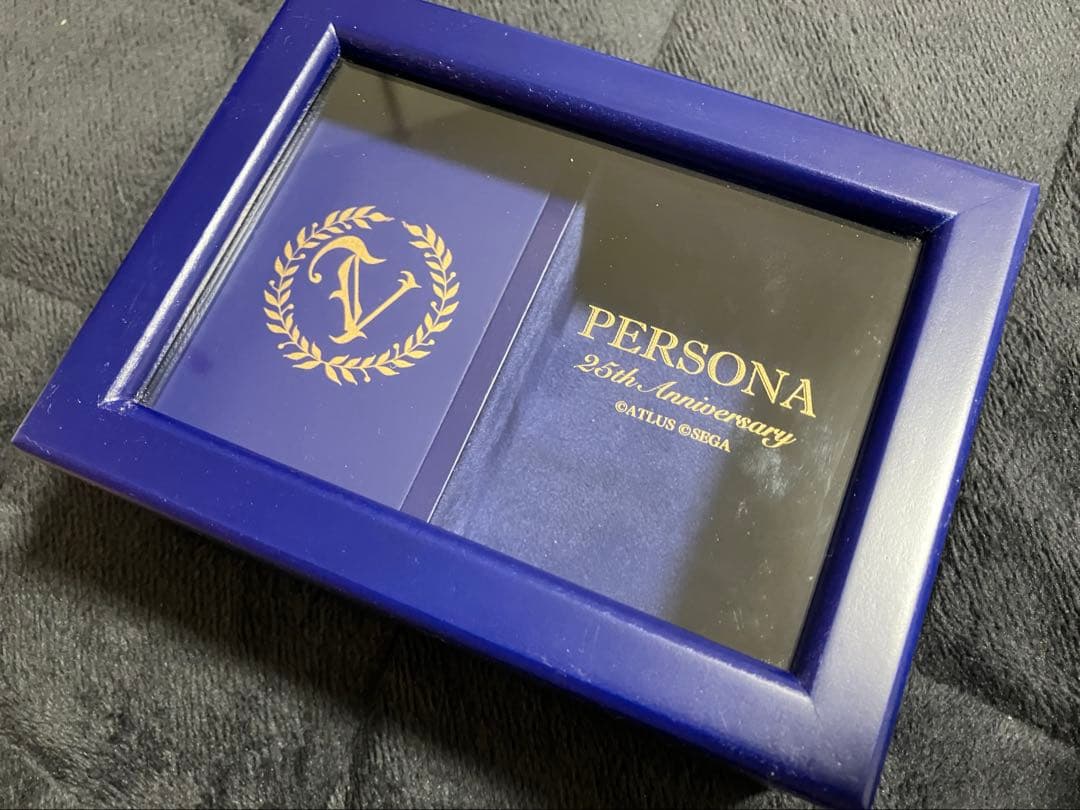 V
PERSONA
25th Anniversary
©ATLUS ©SEGA